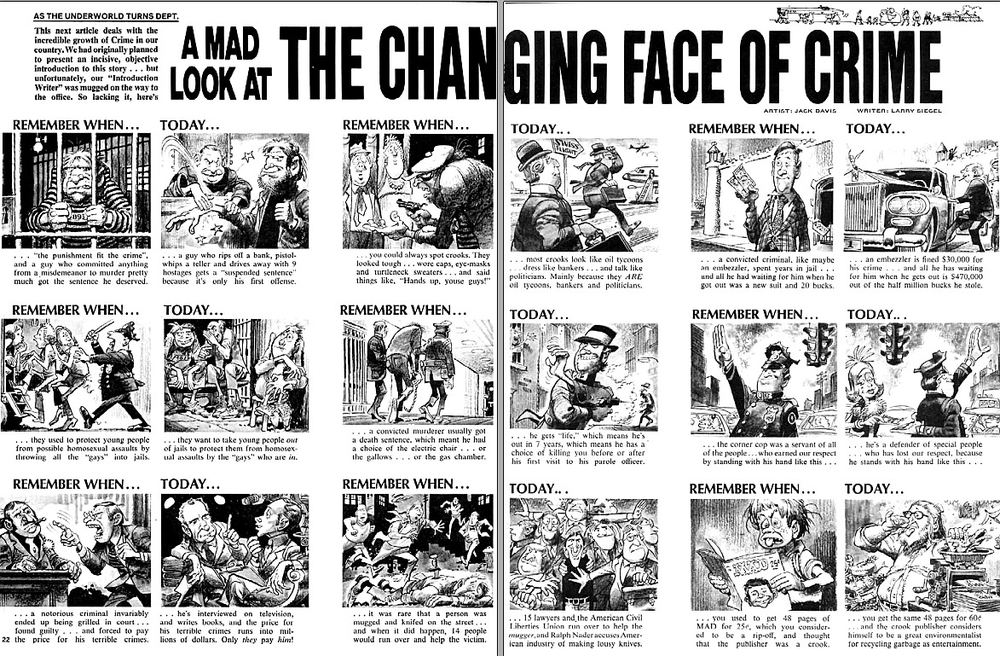 AS THE UNDERWORLD TURNS DEPT.
This next article deals with the
incredible growth of Crime in our
country. We had originally planned
to present an incisive, objective
introduction to this story . . . but
unfortunately, our "Introduction
Writer" was mugged on the way to
the office. So lacking it, here's
A MAD
LOOK AT
THE CHANGING FACE OF CRIME
ARTIST: JACK DAVIS WRITER: LARRY SIEGEL
REMEMBER WHEN...
. . . "the punishment fit the crime",
and a guy who committed anything
from a misdemeanor to murder pretty
much got the sentence he deserved.
TODAY...
. . . a guy who rips off a bank, pistol-
whips a teller and drives away with 9
hostages gets a "suspended sentence"
because it's only his first offense.
REMEMBER WHEN...
. . . you could always spot crooks. They
looked tough . . . wore caps, eye-masks
and turtleneck sweaters . . . and said
things like, "Hands up, youse guys!"
TODAY...
SWISS
. . . most crooks look like oil tycoons
. . . dress like bankers . . . and talk like
politicians. Mainly because they ARE
oil tycoons, bankers and politicians.
REMEMBER WHEN...
. . . a convicted criminal, like maybe
an embezzler, spent years in jail . . .
and all he had waiting for him when he
got out was a new suit and 20 bucks.
TODAY...
. . . an embezzler is fined $30,000 for
his crime . . . and all he has waiting
for him when he gets out is $470,000
out of the half million bucks he stole.
REMEMBER WHEN...
. . . they used to protect young people
from possible homosexual assaults by
throwing all the "gays" into jails.
TODAY...
. . . they want to take young people out
of jails to protect them from homosex-
ual assaults by the "gays" who are in.
REMEMBER WHEN...
. . . a convicted murderer usually got
a death sentence, which meant he had
a choice of the electric chair . . . or
the gallows . . . or the gas chamber.
TODAY...
. . . he gets "life," which means he's
out in 7 years, which means he has a
choice of killing you before or after
his first visit to his parole officer.
REMEMBER WHEN...
. . . the corner cop was a servant of all
of the people . . . who earned our respect
by standing with his hand like this . . .
TODAY...
. . . he's a defender of special people
. . . who has lost our respect, because
he stands with his hand like this . . .
REMEMBER WHEN...
. . . a notorious criminal invariably
ended up being grilled in court . . .
found guilty . . . and forced to pay
the price for his terrible crimes.
TODAY...
. . . he's interviewed on television,
and writes books, and the price for
his terrible crimes runs into mil-
lions of dollars. Only they pay him!
REMEMBER WHEN...
. . . it was rare that a person was
mugged and knifed on the street . . .
and when it did happen, 14 people
would run over and help the victim.
TODAY...
. . . 15 lawyers and the American Civil
Liberties Union run over to help the
mugger, and Ralph Nader accuses Amer-
ican industry of making lousy knives.
REMEMBER WHEN...
. . . you used to get 48 pages of
MAD for 25¢, which you consider-
ed to be a rip-off, and thought
that the publisher was a crook.
TODAY...
. . . you get the same 48 pages for 60¢
. . . and the crook publisher considers
himself to be a great environmentalist
for recycling garbage as entertainment.
22